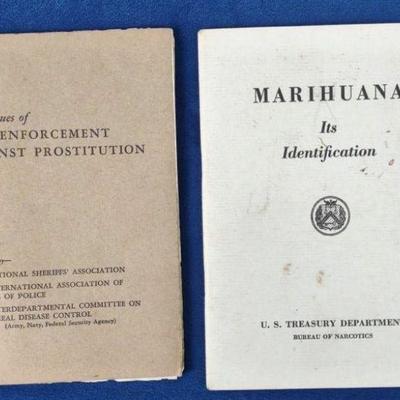 ues of
ENFORCEMENT
NST PROSTITUTION
TIONAL SHERIFFS' ASSOCIATION
TERNATIONAL ASSOCIATION OF
S OF POLICE
TERDEPARTMENTAL COMMITTEE ON
REAL DISEASE CONTROL
(Army, Navy, Federal Security Agency)
MARIHUANA
Its
Identification
U. S. TREASURY DEPARTMENT
BUREAU OF NARCOTICS